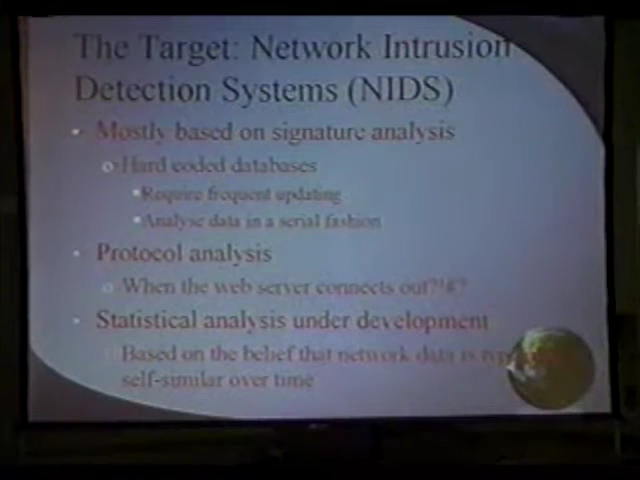 The Target: Network Intrusion
Detection Systems (NIDS)
Mostly based on signature analysis
Hard coded databases
Require frequent updating
Analyse data in a serial fashion
Protocol analysis
When the web server connects out?!#?
Statistical analysis under development
Based on the belief that network data is
self-similar over time